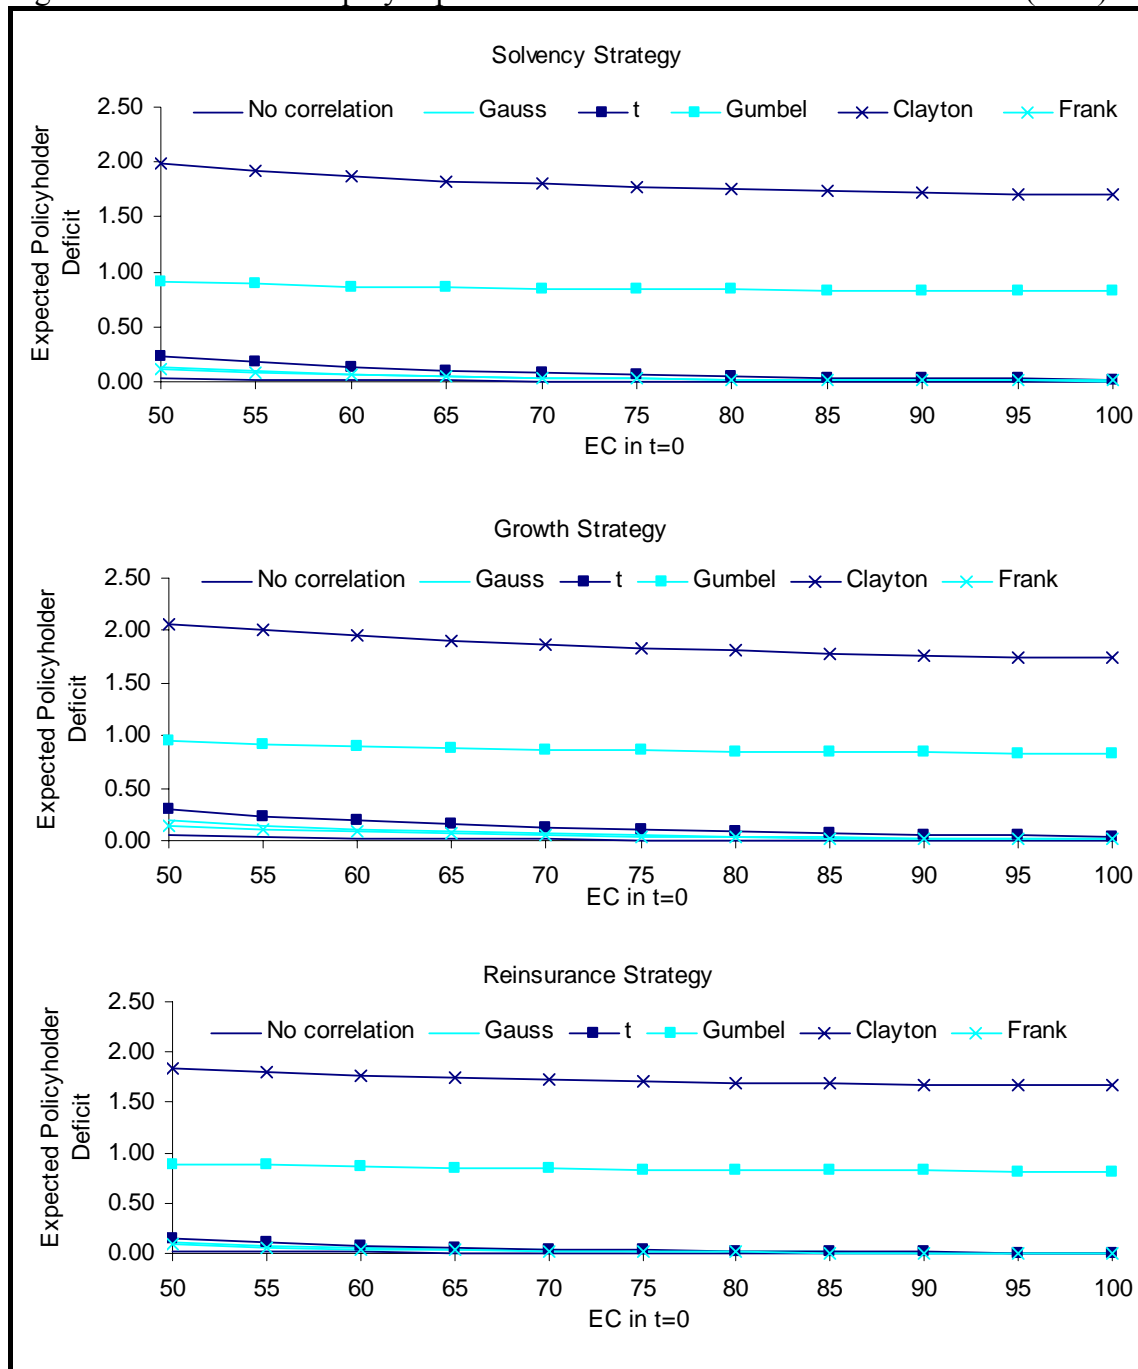 Solvency Strategy
2.50
No correlation Gauss t Gumbel Clayton Frank
2.00
1.50
1.00
0.50
0.00
Expected Policyholder
Deficit
50 55 60 65 70 75 80 85 90 95 100
EC in t=0
Growth Strategy
2.50
No correlation Gauss t Gumbel Clayton Frank
2.00
1.50
1.00
0.50
0.00
Expected Policyholder
Deficit
50 55 60 65 70 75 80 85 90 95 100
EC in t=0
Reinsurance Strategy
2.50
No correlation Gauss t Gumbel Clayton Frank
2.00
1.50
1.00
0.50
0.00
Expected Policyholder
Deficit
50 55 60 65 70 75 80 85 90 95 100
EC in t=0